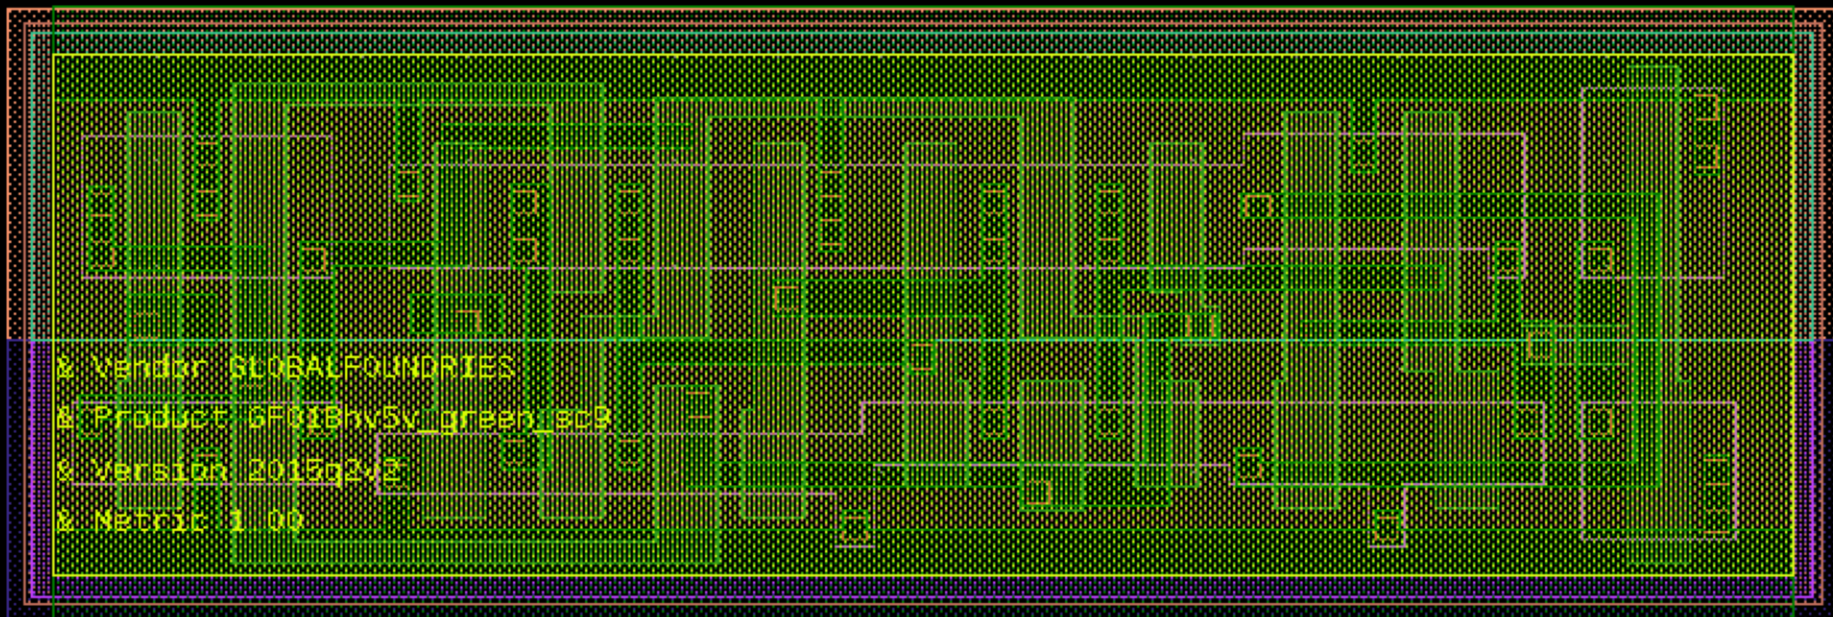 & Vendor GLOBALFOUNDRIES
& Product GF018hv5v_green_sc9
& Version 2015q2v2
& Metric 1.00